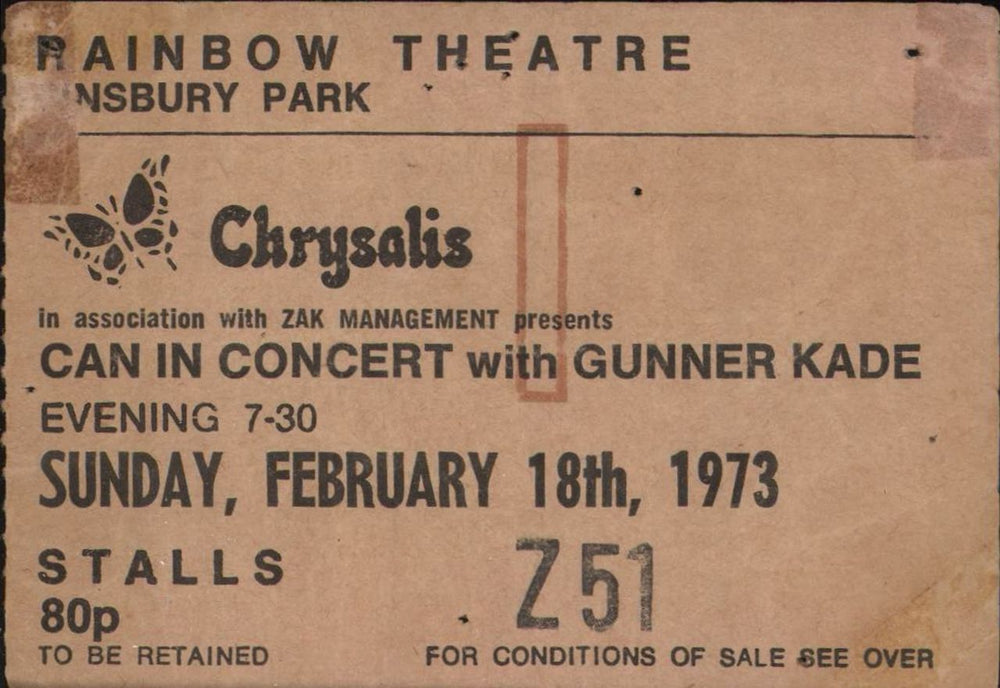 RAINBOW THEATRE
NSBURY PARK
Chrysalis
in association with ZAK MANAGEMENT presents
CAN IN CONCERT with GUNNER KADE
EVENING 7-30
SUNDAY, FEBRUARY 18th, 1973
STALLS
Z 51
80p
TO BE RETAINED
FOR CONDITIONS OF SALE SEE OVER